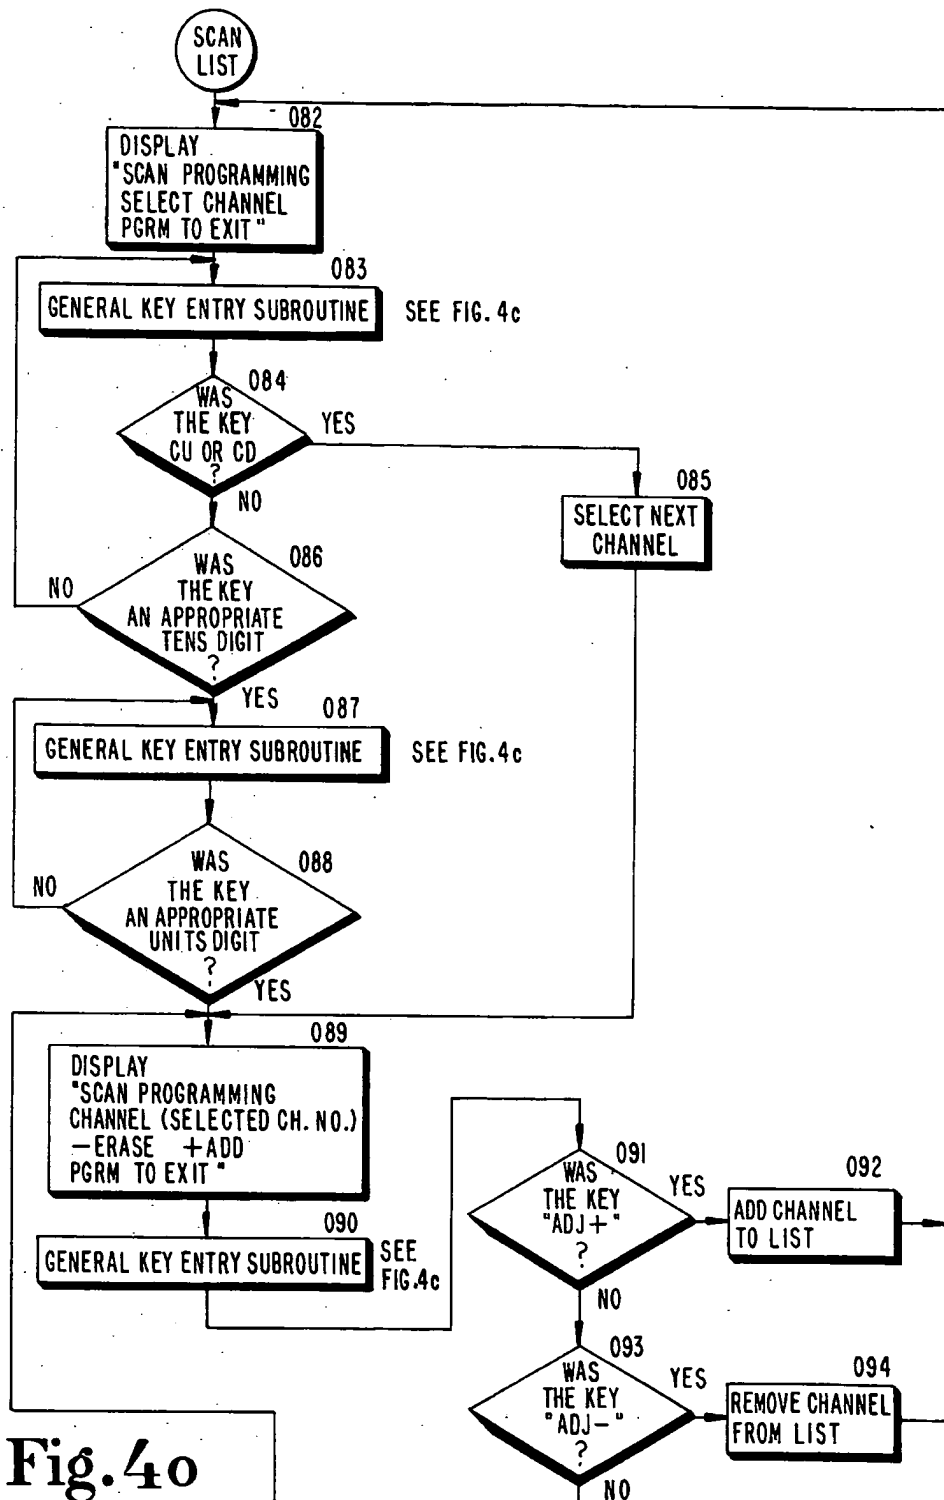 SCAN
LIST
082
DISPLAY
"SCAN PROGRAMMING
SELECT CHANNEL
PGRM TO EXIT"
083
GENERAL KEY ENTRY SUBROUTINE
SEE FIG. 4c
084
WAS
THE KEY
CU OR CD
?
YES
NO
085
SELECT NEXT
CHANNEL
086
WAS
THE KEY
AN APPROPRIATE
TENS DIGIT
?
NO
YES
087
GENERAL KEY ENTRY SUBROUTINE
SEE FIG. 4c
088
WAS
THE KEY
AN APPROPRIATE
UNITS DIGIT
?
NO
YES
089
DISPLAY
"SCAN PROGRAMMING
CHANNEL (SELECTED CH. NO.)
–ERASE +ADD
PGRM TO EXIT"
090
GENERAL KEY ENTRY SUBROUTINE
SEE
FIG.4c
091
WAS
THE KEY
"ADJ+"
?
YES
NO
092
ADD CHANNEL
TO LIST
093
WAS
THE KEY
"ADJ–"
?
YES
NO
094
REMOVE CHANNEL
FROM LIST
Fig.4o